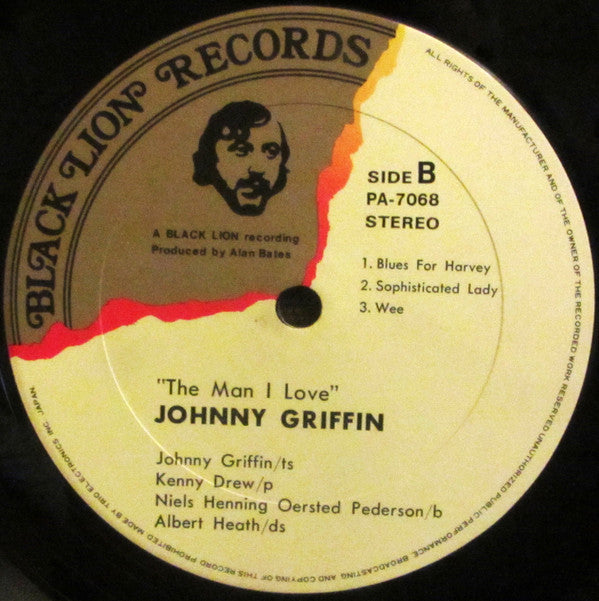 BLACK LION RECORDS
A BLACK LION recording
Produced by Alan Bates
SIDE B
PA-7068
STEREO
1. Blues For Harvey
2. Sophisticated Lady
3. Wee
"The Man I Love"
JOHNNY GRIFFIN
Johnny Griffin/ts
Kenny Drew/p
Niels Henning Oersted Pederson/b
Albert Heath/ds
ALL RIGHTS OF THE MANUFACTURER AND OF THE OWNER OF THE RECORDED WORK RESERVED UNAUTHORIZED PUBLIC PERFORMANCE, BROADCASTING AND COPYING OF THIS RECORD PROHIBITED MADE BY TRIO ELECTRONICS INC. JAPAN